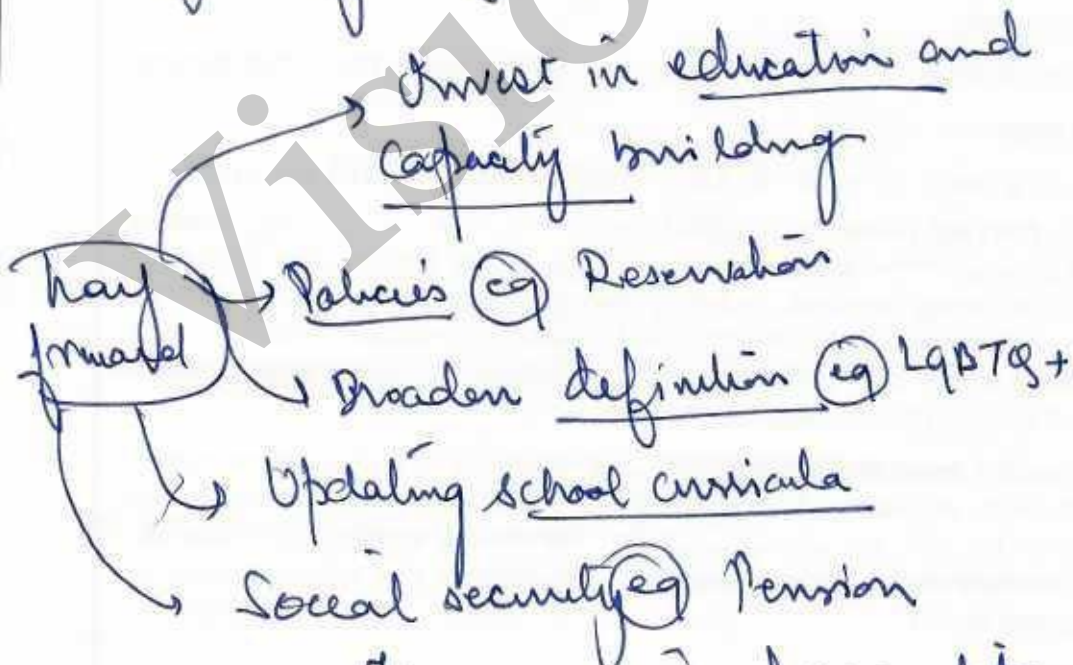 Invest in education and
capacity building
Way
forward
Policies eg Reservation
Broaden definition eg LGBTQ+
Updating school curricula
Social security eg Pension
Visio